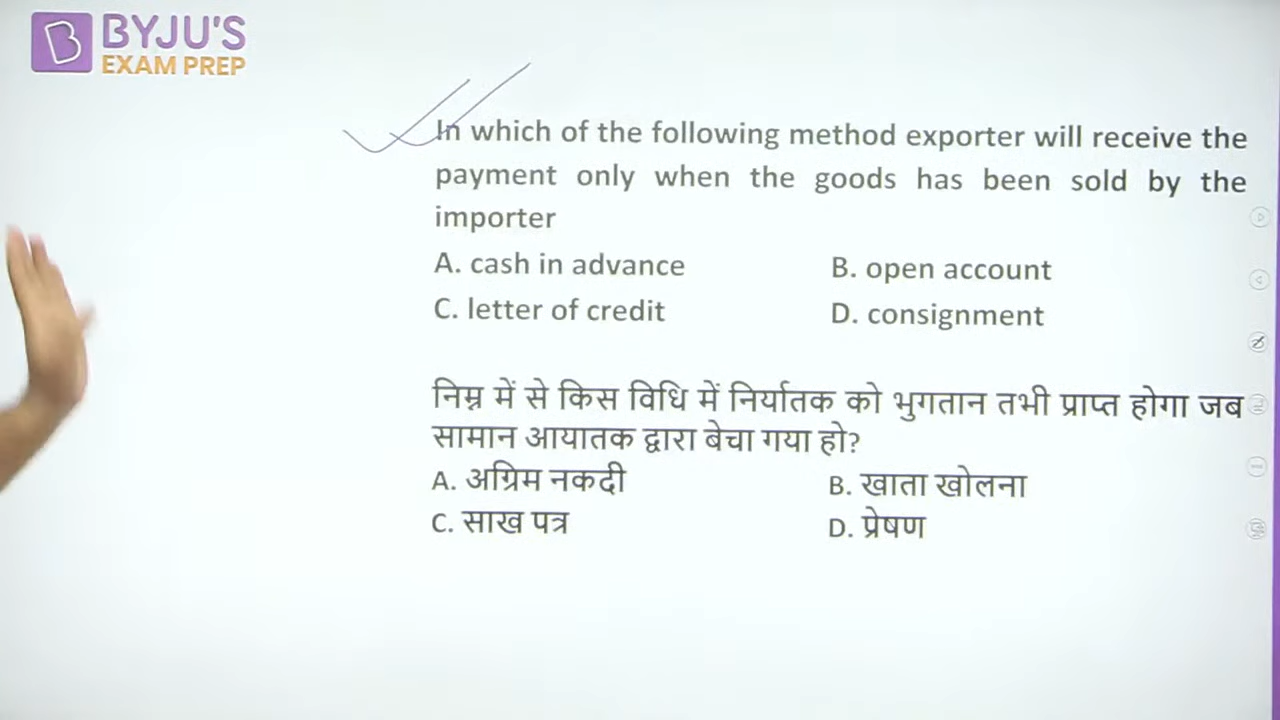 BYJU'S
EXAM PREP
In which of the following method exporter will receive the
payment only when the goods has been sold by the
importer
A. cash in advance B. open account
C. letter of credit D. consignment
निम्न में से किस विधि में निर्यातक को भुगतान तभी प्राप्त होगा जब
सामान आयातक द्वारा बेचा गया हो?
A. अग्रिम नकदी B. खाता खोलना
C. साख पत्र D. प्रेषण